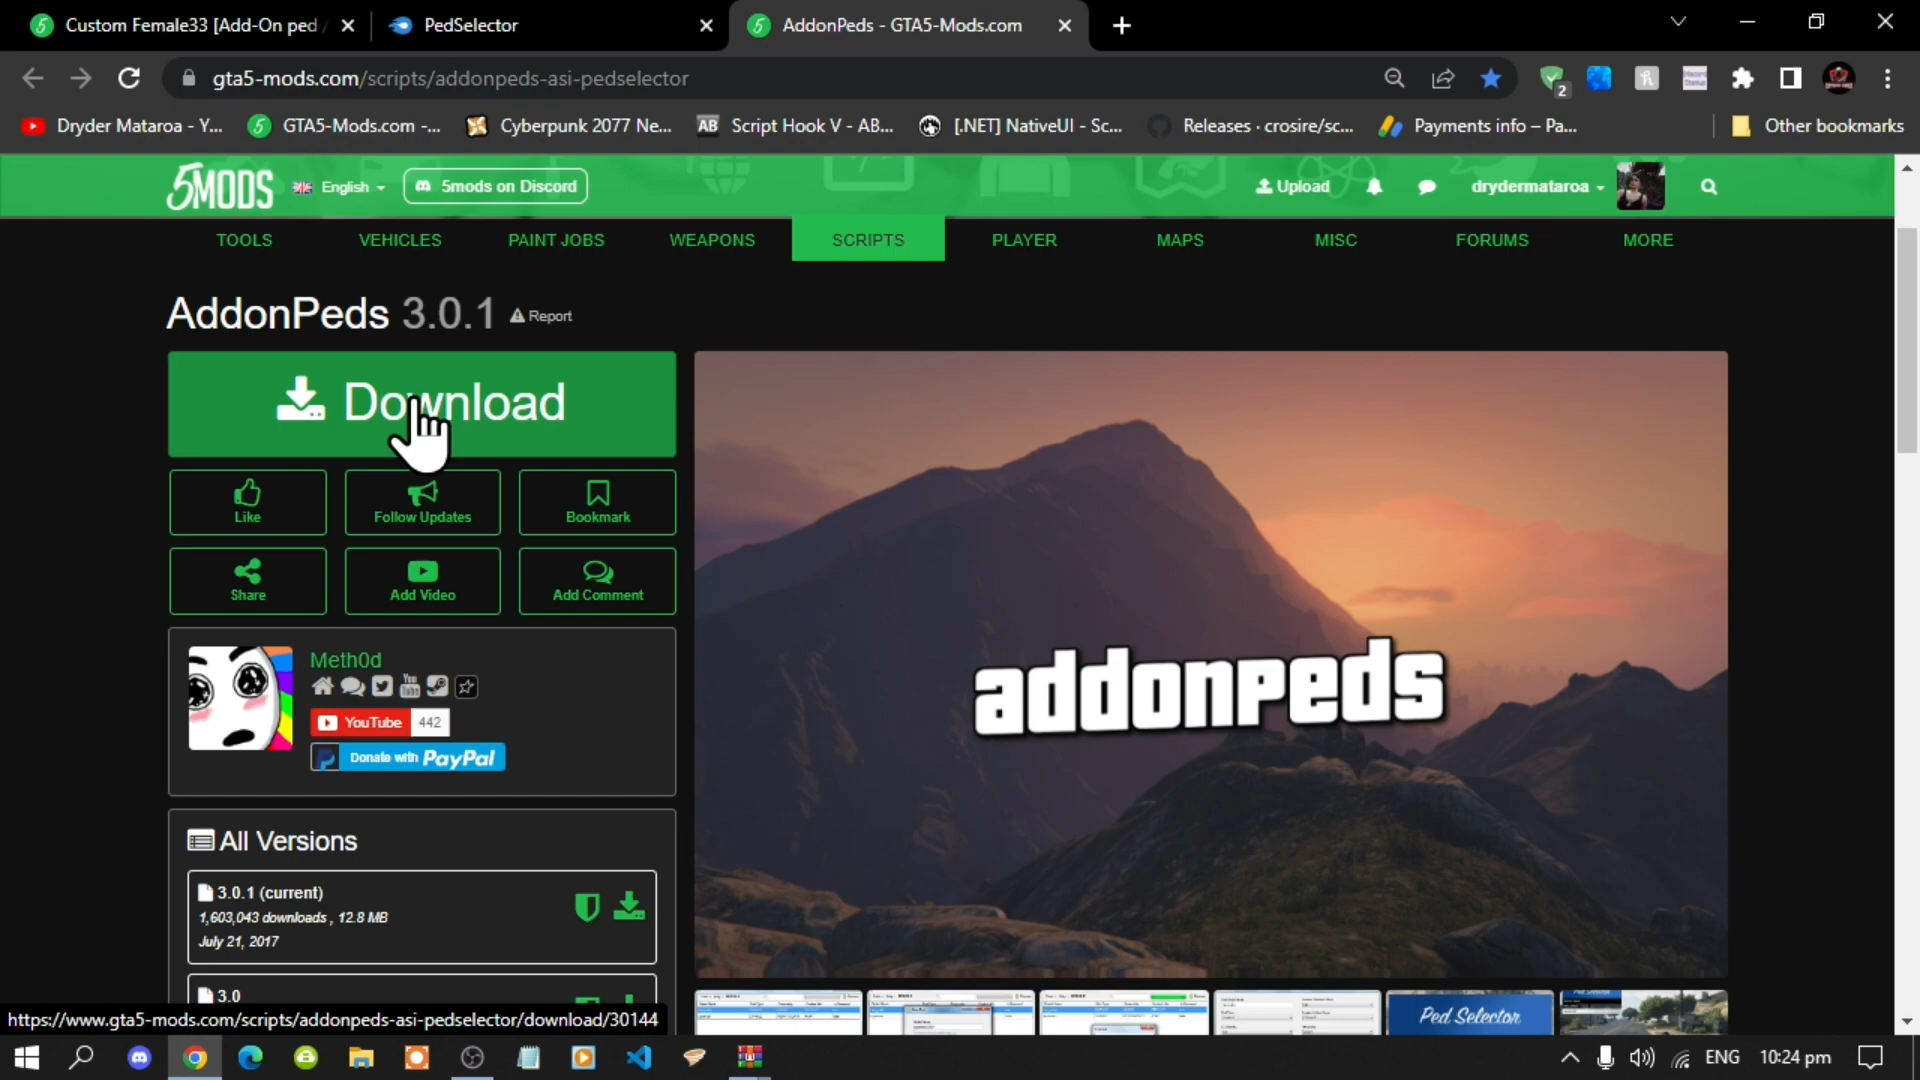 Custom Female33 [Add-On ped
PedSelector
AddonPeds - GTA5-Mods.com
gta5-mods.com/scripts/addonpeds-asi-pedselector
2
Dryder Mataroa - Y...
GTA5-Mods.com -...
Cyberpunk 2077 Ne...
AB
Script Hook V - AB...
[.NET] NativeUI - Sc...
Releases · crosire/sc...
Payments info – Pa...
Other bookmarks
5MODS
English
5mods on Discord
Upload
drydermataroa
TOOLS
VEHICLES
PAINT JOBS
WEAPONS
SCRIPTS
PLAYER
MAPS
MISC
FORUMS
MORE
AddonPeds 3.0.1
Report
Download
Like
Follow Updates
Bookmark
Share
Add Video
Add Comment
Meth0d
YouTube 442
Donate with PayPal
addonpeds
All Versions
3.0.1 (current)
1,603,043 downloads , 12.8 MB
July 21, 2017
3.0
Ped Selector
https://www.gta5-mods.com/scripts/addonpeds-asi-pedselector/download/30144
ENG
10:24 pm